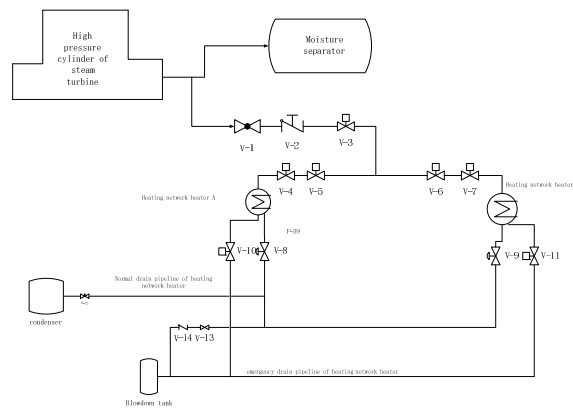 High
pressure
cylinder of
steam
turbine
Moisture
separator
V-1
V-2
V-3
V-4
V-5
V-6
V-7
Heating network heater A
Heating network heater
P-39
V-10
V-8
V-9
V-11
Normal drain pipeline of heating
network heater
condenser
V-14
V-13
emergency drain pipeline of heating network heater
Blowdown tank